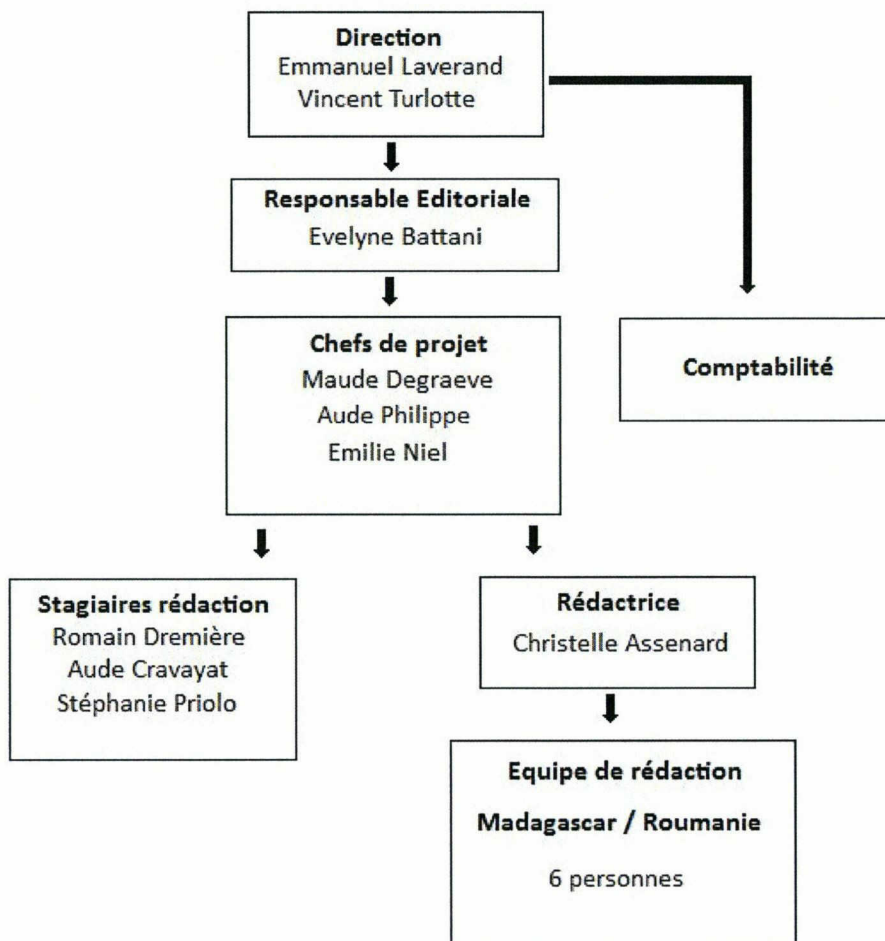 Direction
Emmanuel Laverand
Vincent Turlotte
Responsable Editoriale
Evelyne Battani
Chefs de projet
Maude Degraeve
Aude Philippe
Emilie Niel
Comptabilité
Stagiaires rédaction
Romain Dremière
Aude Cravayat
Stéphanie Priolo
Rédactrice
Christelle Assenard
Equipe de rédaction
Madagascar / Roumanie
6 personnes